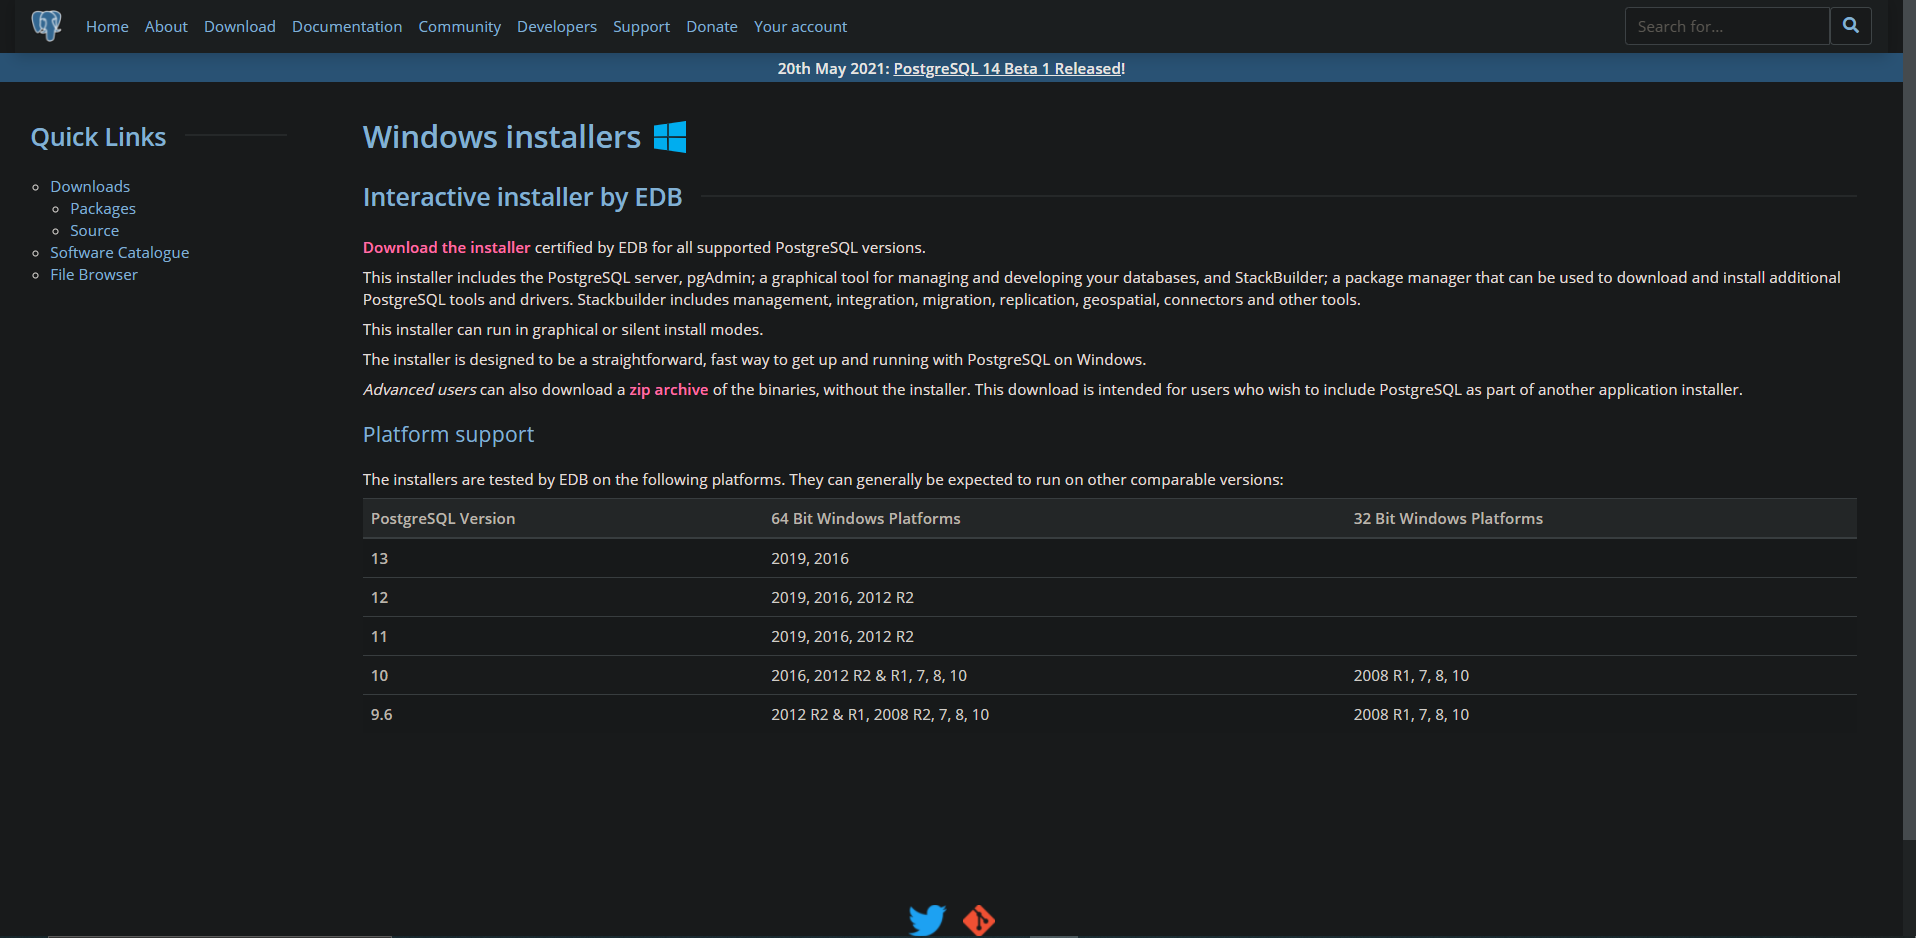 Home About Download Documentation Community Developers Support Donate Your account Search for...
20th May 2021: PostgreSQL 14 Beta 1 Released!
Quick Links
Downloads
Packages
Source
Software Catalogue
File Browser
Windows installers
Interactive installer by EDB
Download the installer certified by EDB for all supported PostgreSQL versions.
This installer includes the PostgreSQL server, pgAdmin; a graphical tool for managing and developing your databases, and StackBuilder; a package manager that can be used to download and install additional
PostgreSQL tools and drivers. Stackbuilder includes management, integration, migration, replication, geospatial, connectors and other tools.
This installer can run in graphical or silent install modes.
The installer is designed to be a straightforward, fast way to get up and running with PostgreSQL on Windows.
Advanced users can also download a zip archive of the binaries, without the installer. This download is intended for users who wish to include PostgreSQL as part of another application installer.
Platform support
The installers are tested by EDB on the following platforms. They can generally be expected to run on other comparable versions:
PostgreSQL Version 64 Bit Windows Platforms 32 Bit Windows Platforms
13 2019, 2016
12 2019, 2016, 2012 R2
11 2019, 2016, 2012 R2
10 2016, 2012 R2 & R1, 7, 8, 10 2008 R1, 7, 8, 10
9.6 2012 R2 & R1, 2008 R2, 7, 8, 10 2008 R1, 7, 8, 10